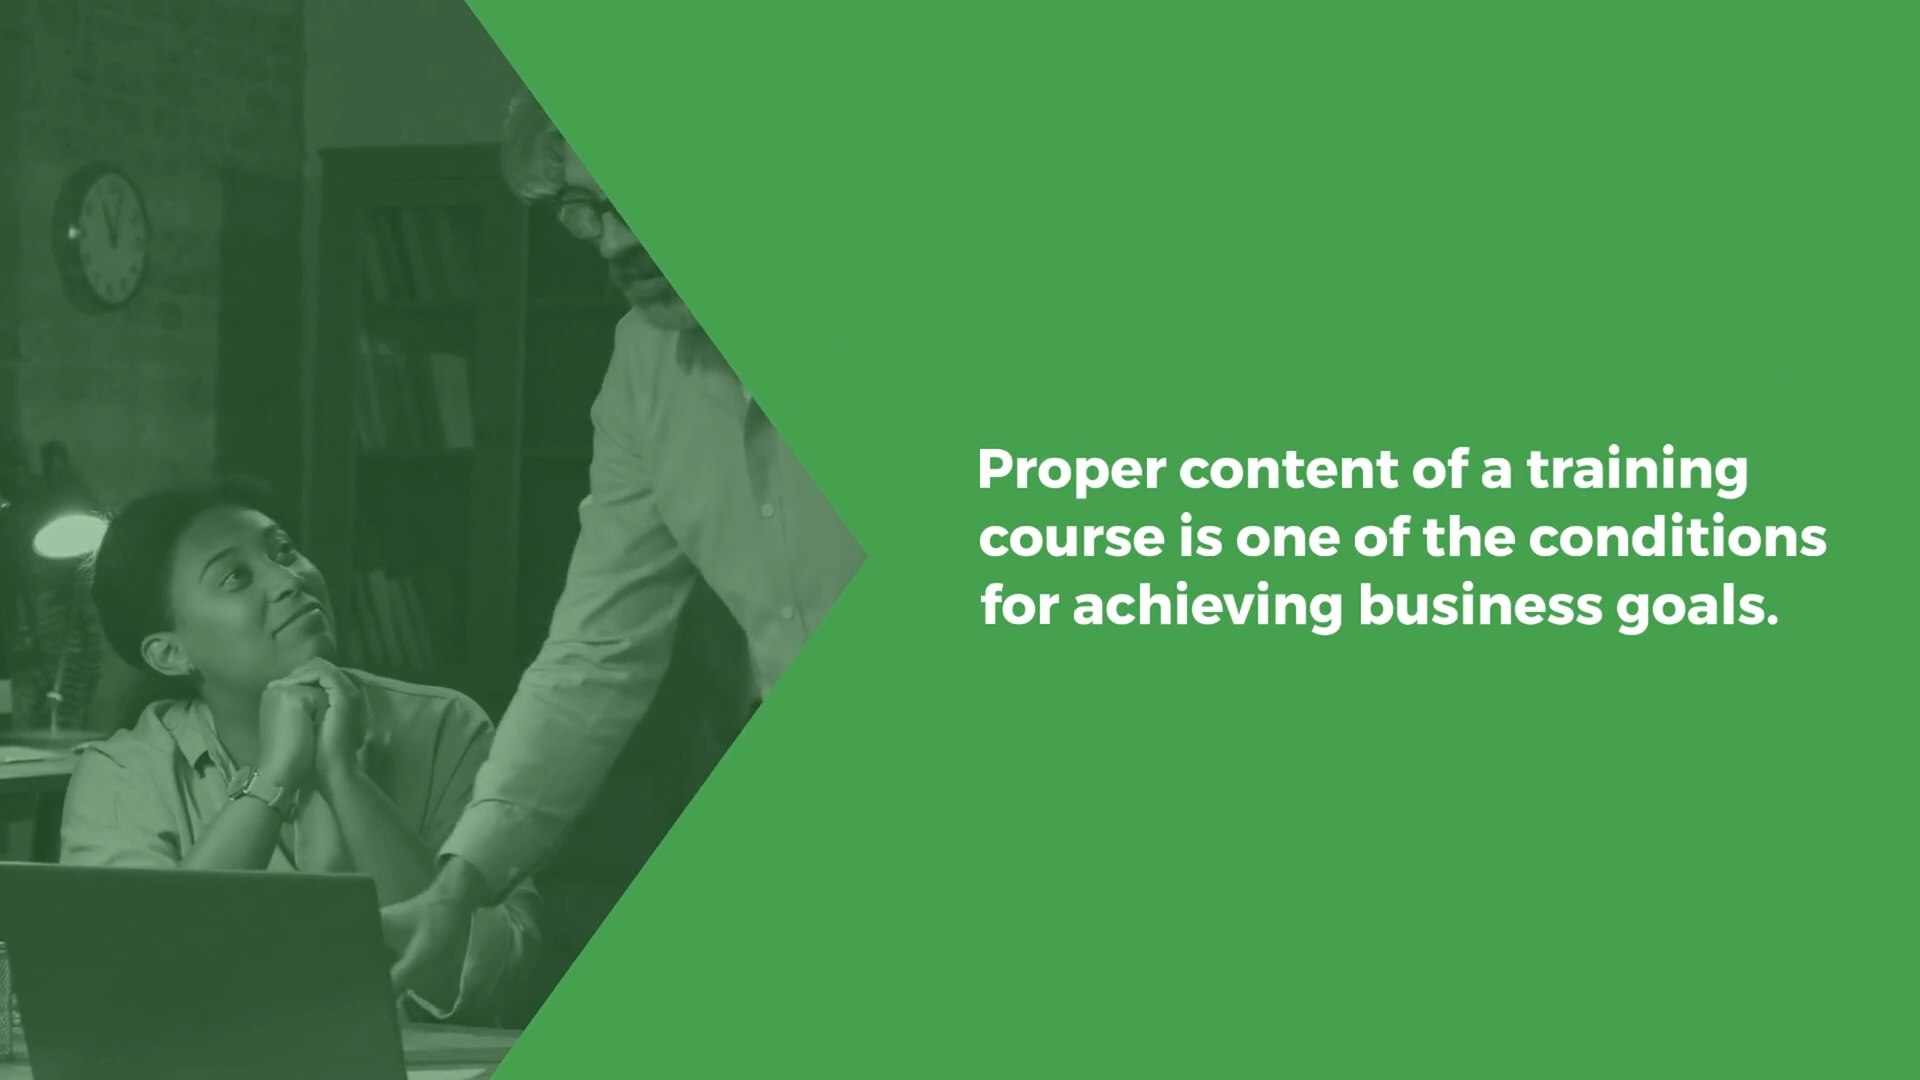 Proper content of a training
course is one of the conditions
for achieving business goals.